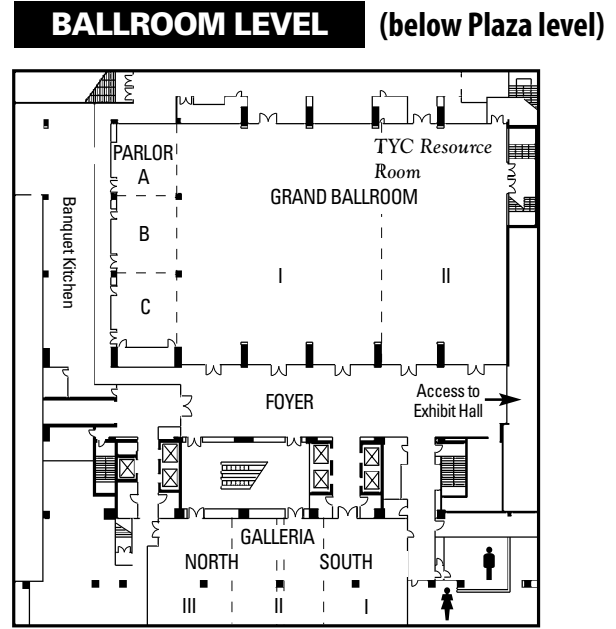 BALLROOM LEVEL (below Plaza level)
PARLOR
A
TYC Resource
Room
GRAND BALLROOM
B
Banquet Kitchen
I
II
C
FOYER
Access to
Exhibit Hall
GALLERIA
NORTH
SOUTH
III
II
I